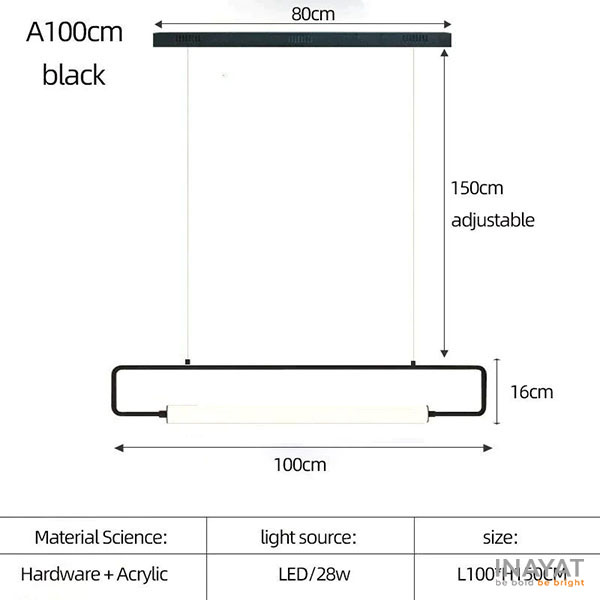 80cm
A100cm
black
150cm
adjustable
16cm
100cm
Material Science:
light source:
size:
Hardware + Acrylic
LED/28w
L100*H150CM
INAYAT
be bold be bright